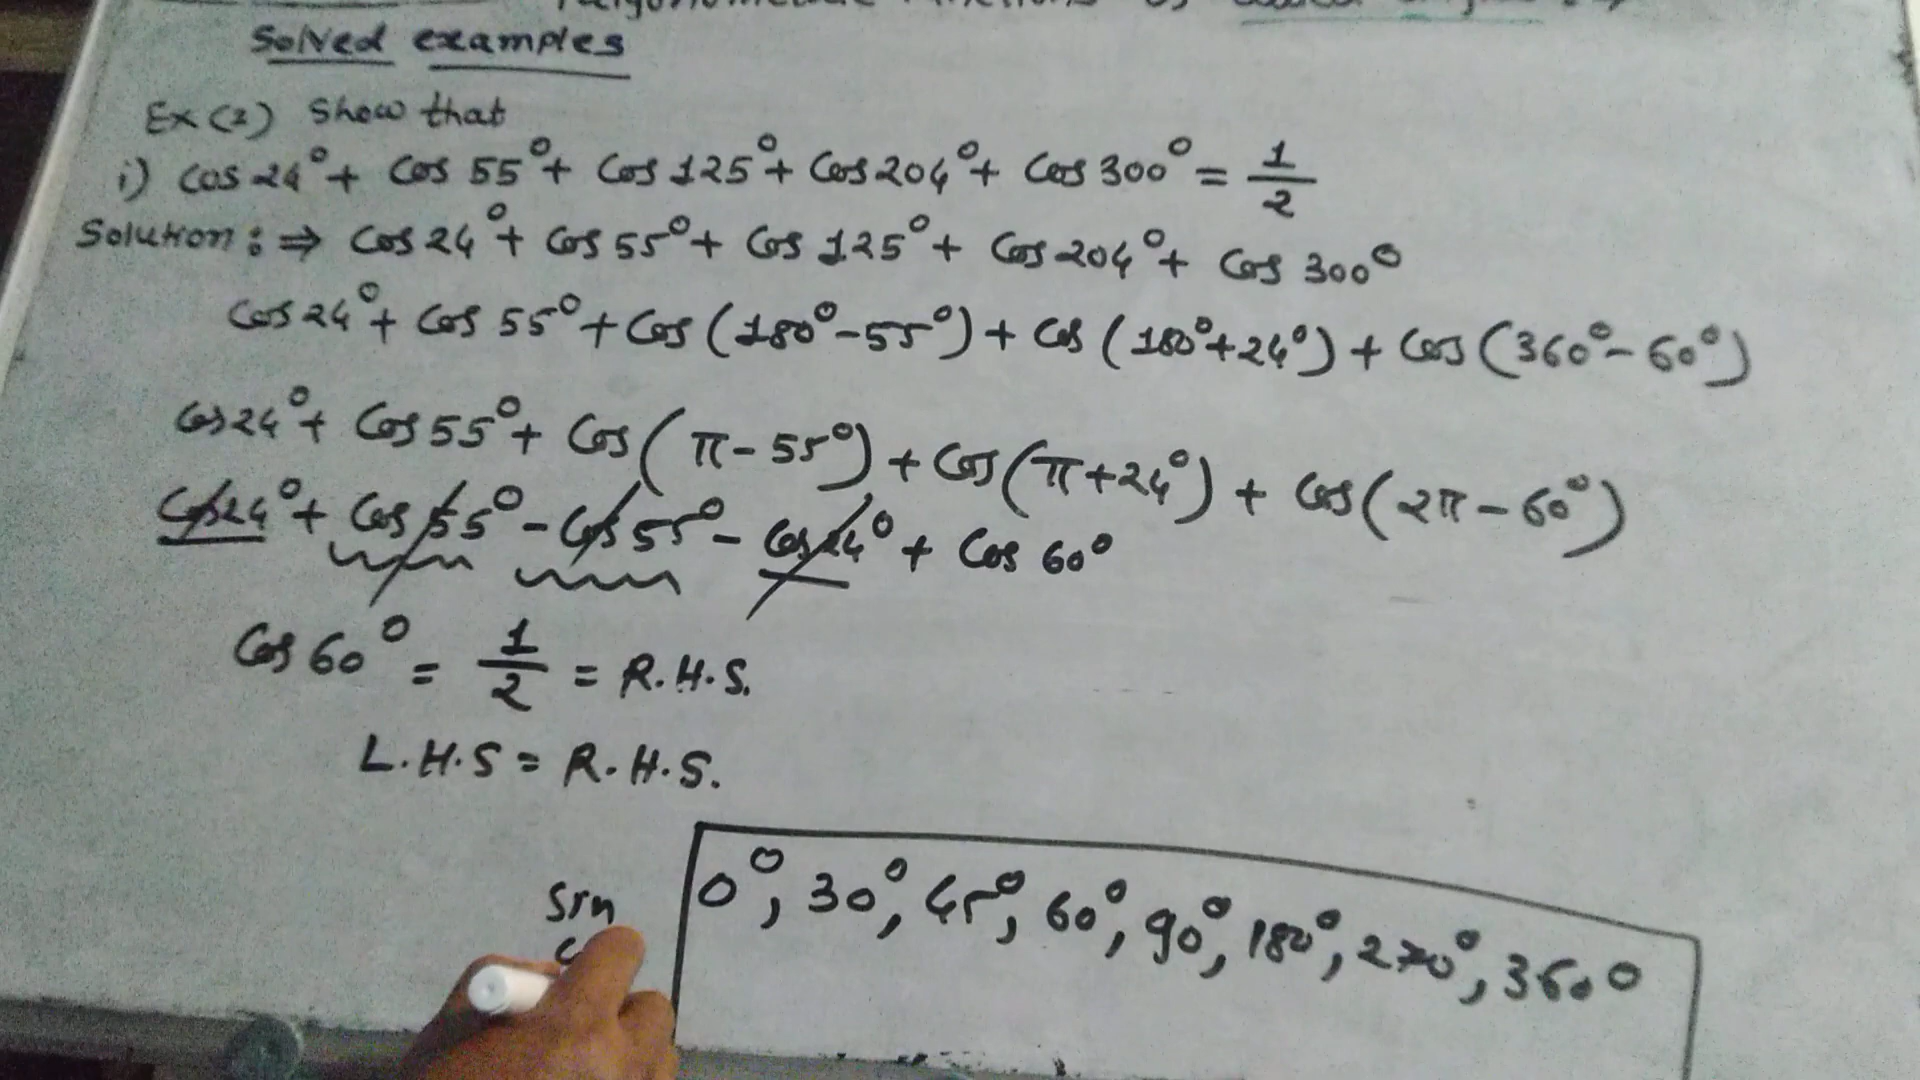 Trigonometric functions of
Solved examples
Ex(2) Show that
i) Cos 24° + Cos 55° + Cos 125° + Cos 204° + Cos 300° = 1/2
Solution : ⇒ Cos 24° + Cos 55° + Cos 125° + Cos 204° + Cos 300°
Cos 24° + Cos 55° + Cos (180° - 55°) + Cos (180° + 24°) + Cos (360° - 60°)
Cos 24° + Cos 55° + Cos (π - 55°) + Cos (π + 24°) + Cos (2π - 60°)
Cos 24° + Cos 55° - Cos 55° - Cos 24° + Cos 60°
Cos 60° = 1/2 = R.H.S.
L.H.S = R.H.S.
0°, 30°, 45°, 60°, 90°, 180°, 270°, 360°
Sin